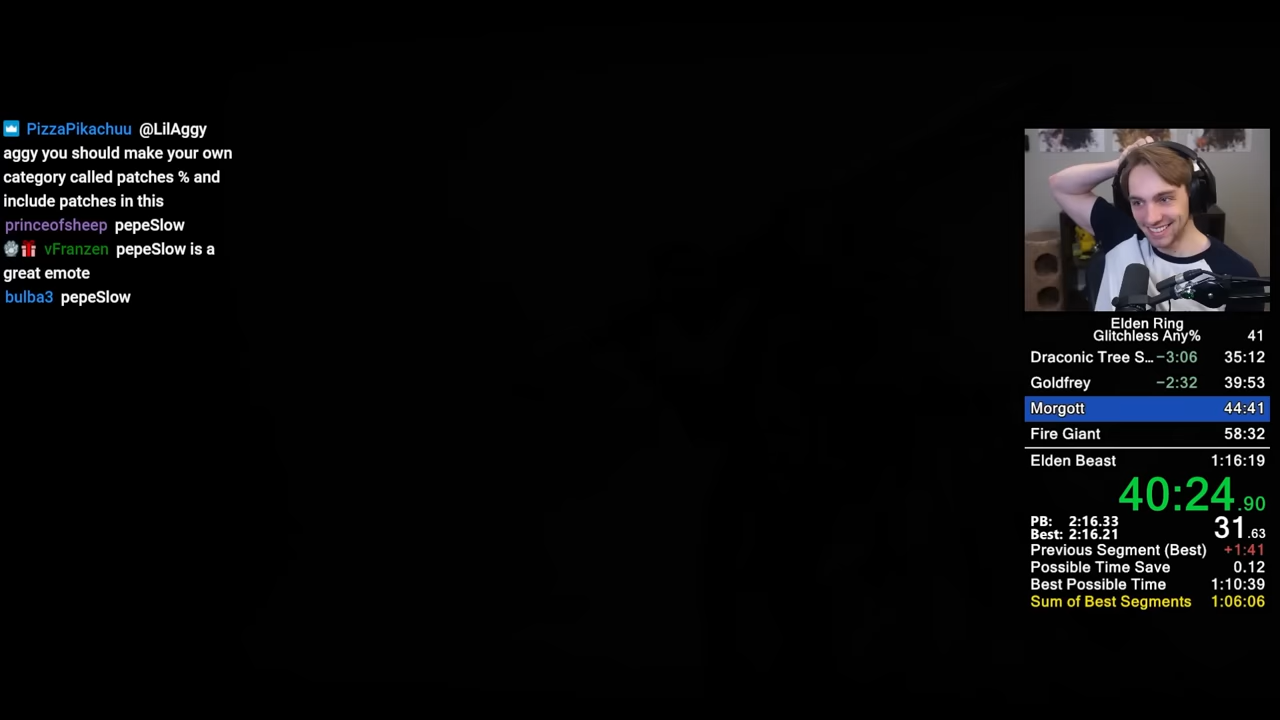 PizzaPikachuu @LilAggy
aggy you should make your own
category called patches % and
include patches in this
princeofsheep pepeSlow
vFranzen pepeSlow is a
great emote
bulba3 pepeSlow
Elden Ring
Glitchless Any% 41
Draconic Tree S... −3:06 35:12
Goldfrey −2:32 39:53
Morgott 44:41
Fire Giant 58:32
Elden Beast 1:16:19
40:24.90
PB: 2:16.33
Best: 2:16.21
31.63
Previous Segment (Best) +1:41
Possible Time Save 0.12
Best Possible Time 1:10:39
Sum of Best Segments 1:06:06